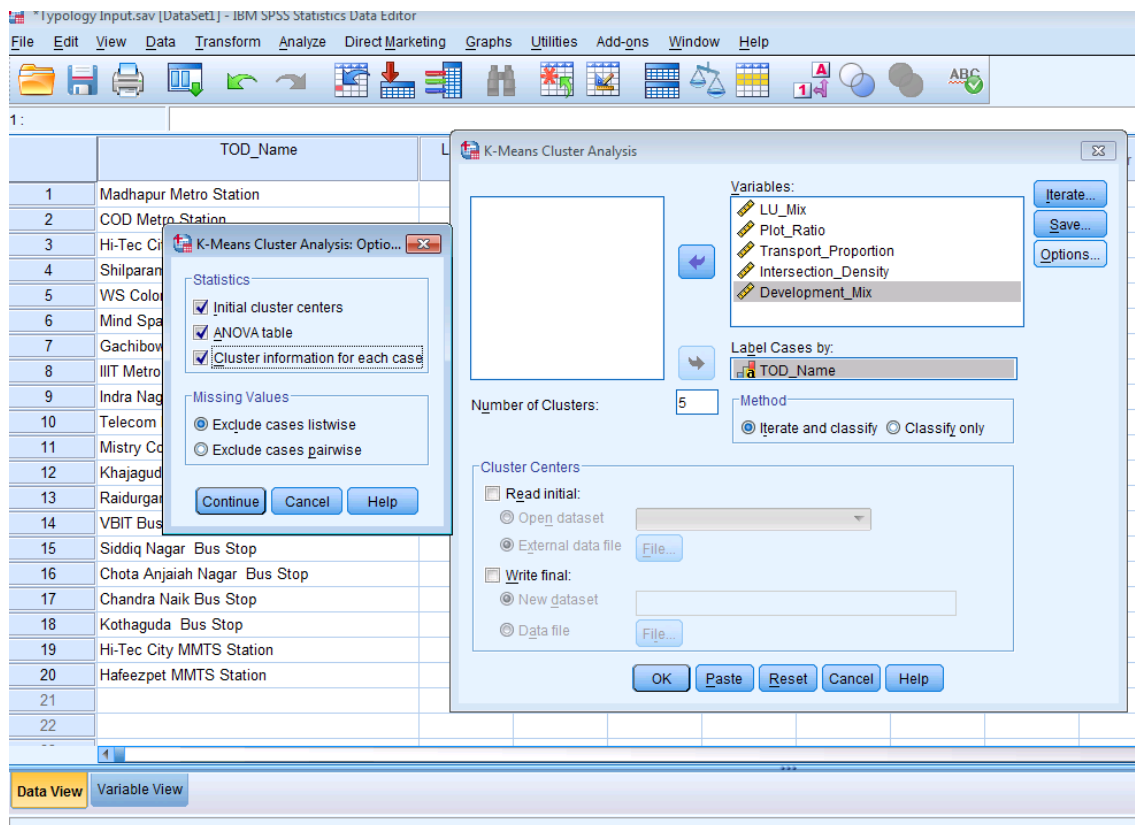 *Typology Input.sav [DataSet1] - IBM SPSS Statistics Data Editor
File Edit View Data Transform Analyze Direct Marketing Graphs Utilities Add-ons Window Help
A
1
ABC
1 :
TOD_Name
L
1 Madhapur Metro Station
2 COD Metro Station
3 Hi-Tec Ci
4 Shilparam
5 WS Colo
6 Mind Spa
7 Gachibow
8 IIIT Metro
9 Indra Nag
10 Telecom
11 Mistry Co
12 Khajagud
13 Raidurgar
14 VBIT Bus
15 Siddiq Nagar Bus Stop
16 Chota Anjaiah Nagar Bus Stop
17 Chandra Naik Bus Stop
18 Kothaguda Bus Stop
19 Hi-Tec City MMTS Station
20 Hafeezpet MMTS Station
21
22
K-Means Cluster Analysis: Optio...
Statistics
Initial cluster centers
ANOVA table
Cluster information for each case
Missing Values
Exclude cases listwise
Exclude cases pairwise
Continue Cancel Help
K-Means Cluster Analysis
Variables:
LU_Mix
Plot_Ratio
Transport_Proportion
Intersection_Density
Development_Mix
Iterate...
Save...
Options...
Label Cases by:
a TOD_Name
Number of Clusters: 5
Method
Iterate and classify Classify only
Cluster Centers
Read initial:
Open dataset
External data file File...
Write final:
New dataset
Data file File...
OK Paste Reset Cancel Help
Data View Variable View